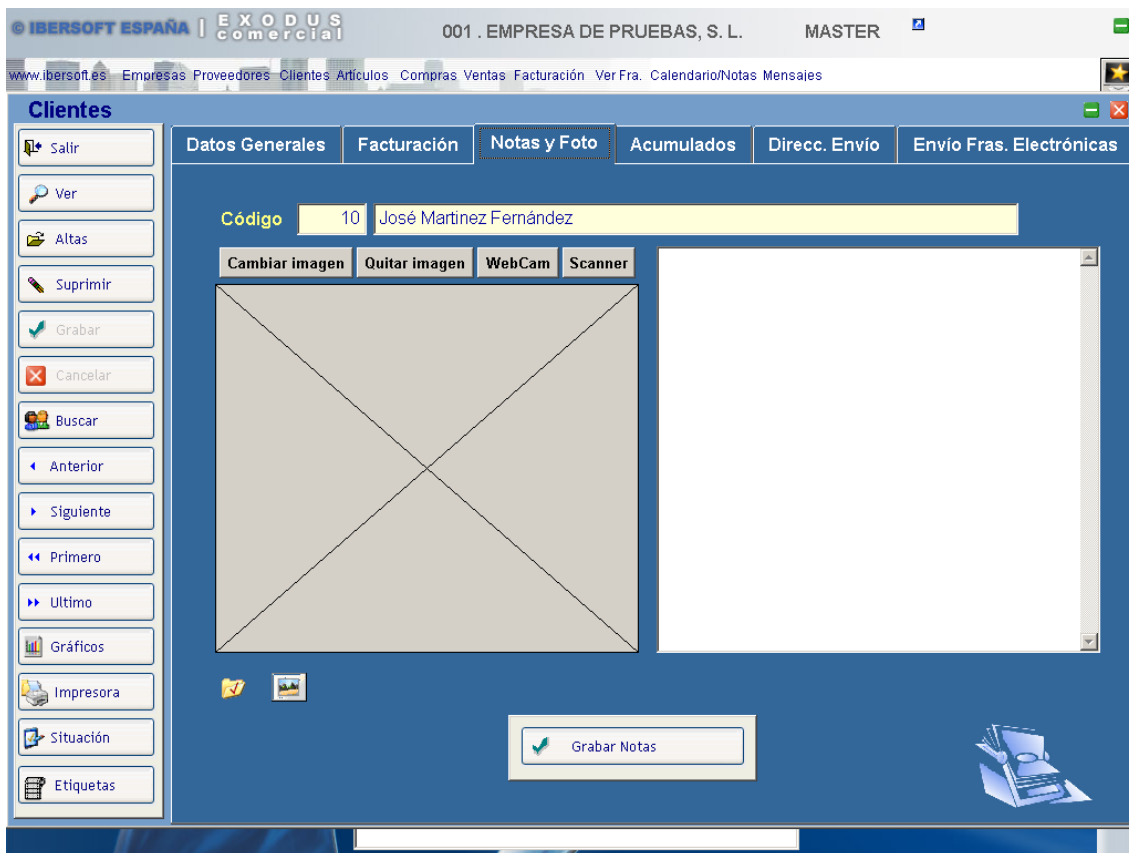 © IBERSOFT ESPAÑA | EXODUS comercial 001 . EMPRESA DE PRUEBAS, S. L. MASTER
www.ibersoft.es Empresas Proveedores Clientes Artículos Compras Ventas Facturación Ver Fra. Calendario/Notas Mensajes
Clientes
Datos Generales Facturación Notas y Foto Acumulados Direcc. Envío Envío Fras. Electrónicas
Salir
Ver
Altas
Suprimir
Grabar
Cancelar
Buscar
Anterior
Siguiente
Primero
Ultimo
Gráficos
Impresora
Situación
Etiquetas
Código 10 José Martinez Fernández
Cambiar imagen Quitar imagen WebCam Scanner
Grabar Notas